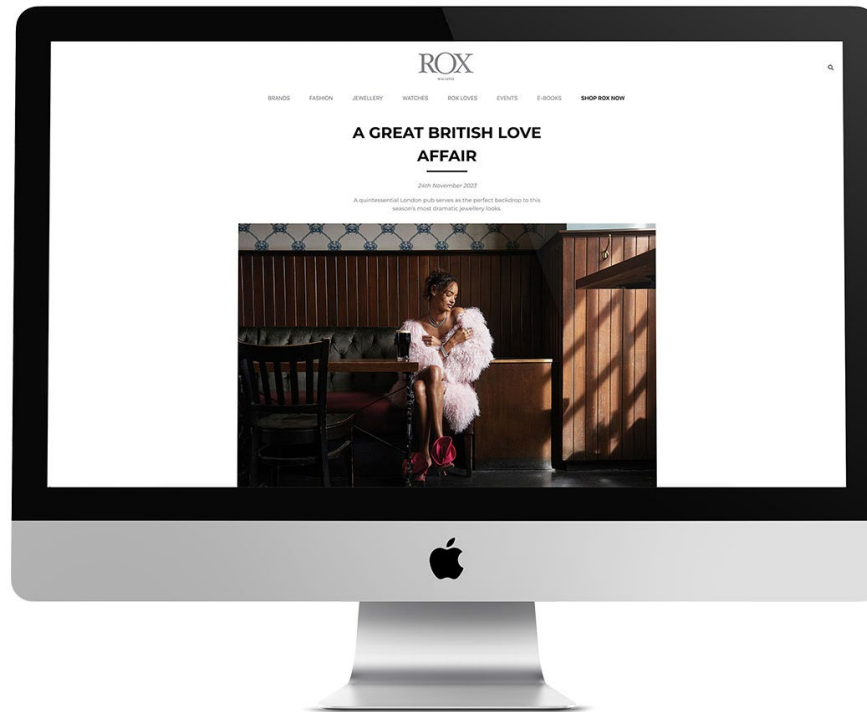 ROX
MAGAZINE
BRANDS FASHION JEWELLERY WATCHES ROX LOVES EVENTS E-BOOKS SHOP ROX NOW
A GREAT BRITISH LOVE
AFFAIR
24th November 2023
A quintessential London pub serves as the perfect backdrop to this
season's most dramatic jewellery looks.